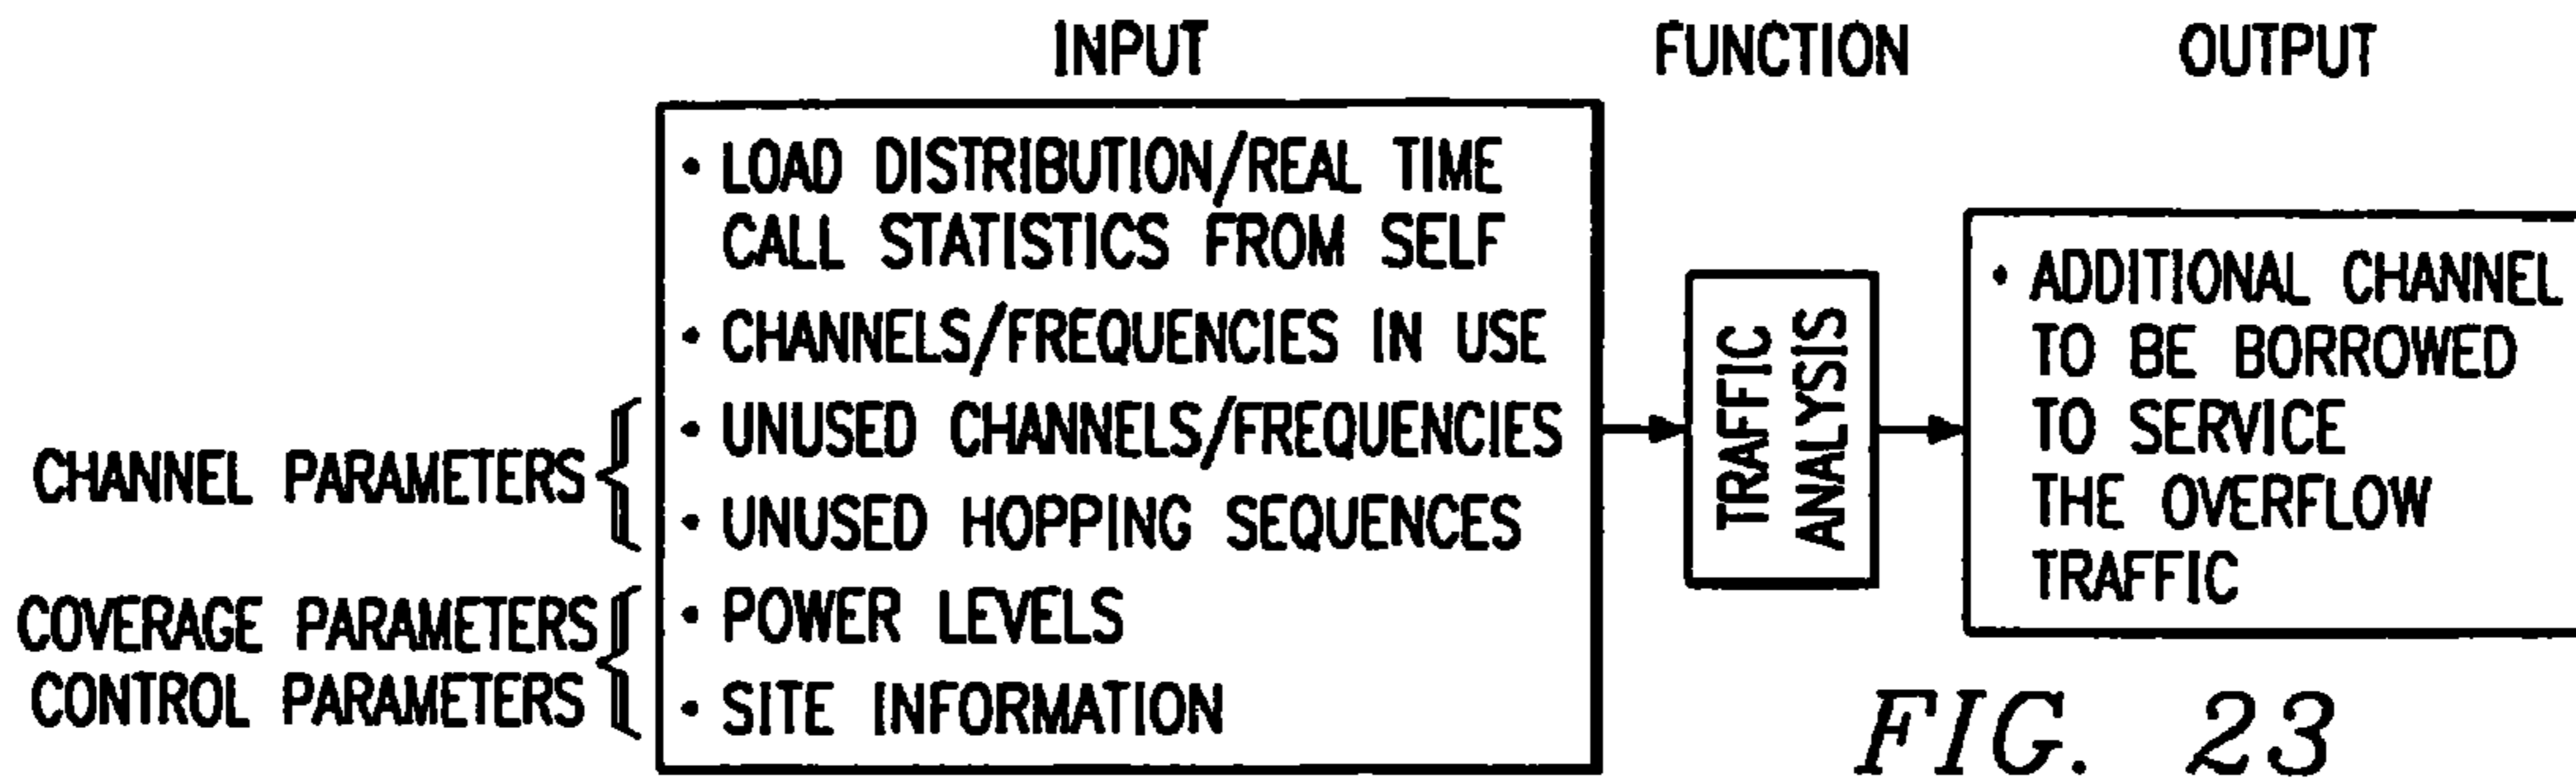 INPUT
FUNCTION
OUTPUT
• LOAD DISTRIBUTION/REAL TIME
CALL STATISTICS FROM SELF
• CHANNELS/FREQUENCIES IN USE
• UNUSED CHANNELS/FREQUENCIES
• UNUSED HOPPING SEQUENCES
• POWER LEVELS
• SITE INFORMATION
CHANNEL PARAMETERS
COVERAGE PARAMETERS
CONTROL PARAMETERS
TRAFFIC
ANALYSIS
• ADDITIONAL CHANNEL
TO BE BORROWED
TO SERVICE
THE OVERFLOW
TRAFFIC
FIG. 23